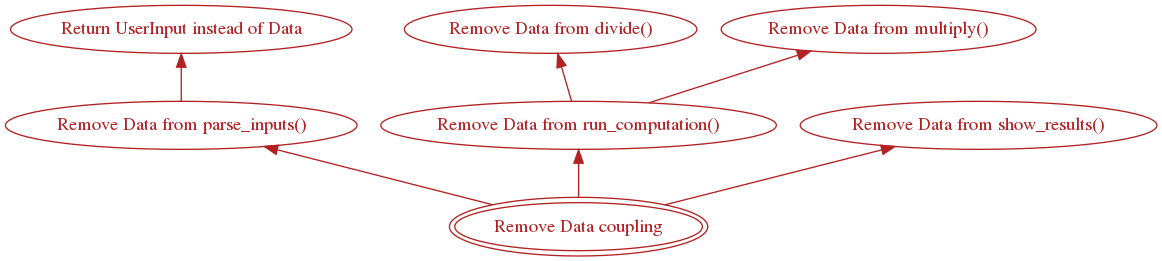 Return UserInput instead of Data
Remove Data from divide()
Remove Data from multiply()
Remove Data from parse_inputs()
Remove Data from run_computation()
Remove Data from show_results()
Remove Data coupling